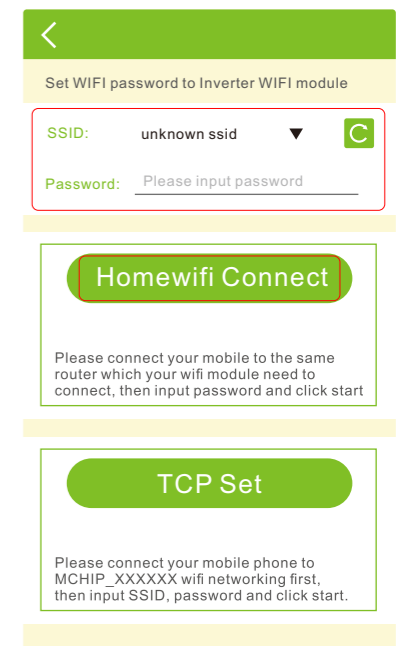 Set WIFI password to Inverter WIFI module
SSID: unknown ssid
Password: Please input password
Homewifi Connect
Please connect your mobile to the same
router which your wifi module need to
connect, then input password and click start
TCP Set
Please connect your mobile phone to
MCHIP_XXXXXX wifi networking first,
then input SSID, password and click start.